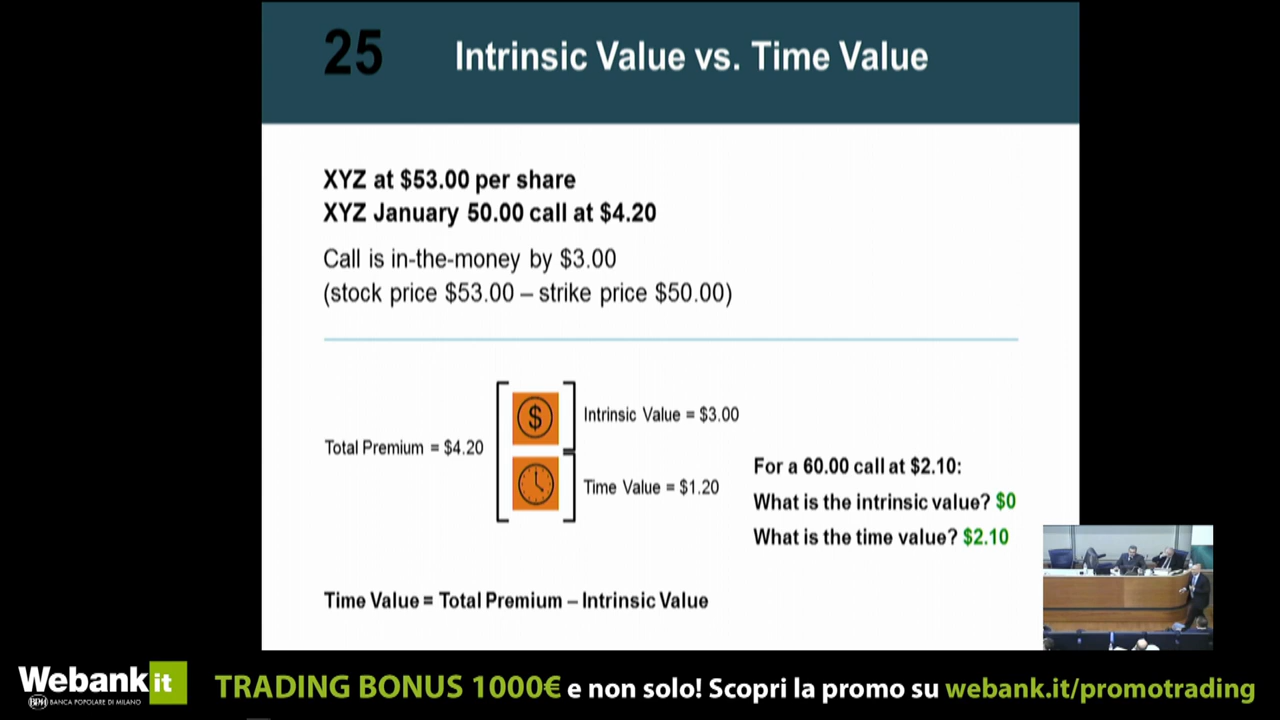 25
Intrinsic Value vs. Time Value
XYZ at $53.00 per share
XYZ January 50.00 call at $4.20
Call is in-the-money by $3.00
(stock price $53.00 – strike price $50.00)
Total Premium = $4.20
$
Intrinsic Value = $3.00
Time Value = $1.20
For a 60.00 call at $2.10:
What is the intrinsic value? $0
What is the time value? $2.10
Time Value = Total Premium – Intrinsic Value
Webank it
BPM BANCA POPOLARE DI MILANO
TRADING BONUS 1000€ e non solo! Scopri la promo su webank.it/promotrading